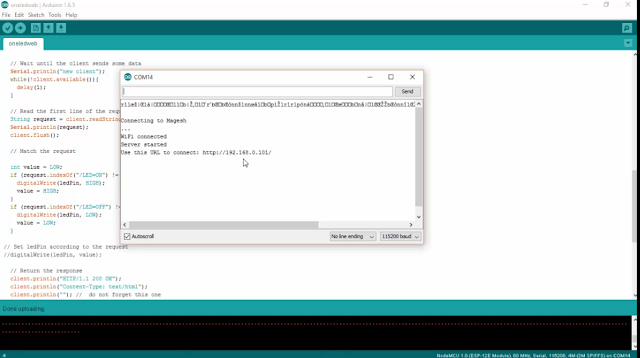 oneledweb | Arduino 1.6.5
File Edit Sketch Tools Help
oneledweb
// Wait until the client sends some data
Serial.println("new client");
while(!client.available()){
delay(1);
}
// Read the first line of the req
String request = client.readStrin
Serial.println(request);
client.flush();
// Match the request
int value = LOW;
if (request.indexOf("/LED=ON") !=
digitalWrite(ledPin, HIGH);
value = HIGH;
}
if (request.indexOf("/LED=OFF") !=
digitalWrite(ledPin, LOW);
value = LOW;
}
// Set ledPin according to the request
//digitalWrite(ledPin, value);
// Return the response
client.println("HTTP/1.1 200 OK");
client.println("Content-Type: text/html");
client.println(""); // do not forget this one
COM14
Send
Connecting to Magesh
...
WiFi connected
Server started
Use this URL to connect: http://192.168.0.101/
Autoscroll
No line ending
115200 baud
Done uploading
NodeMCU 1.0 (ESP-12E Module), 80 MHz, Serial, 115200, 4M (3M SPIFFS) on COM14